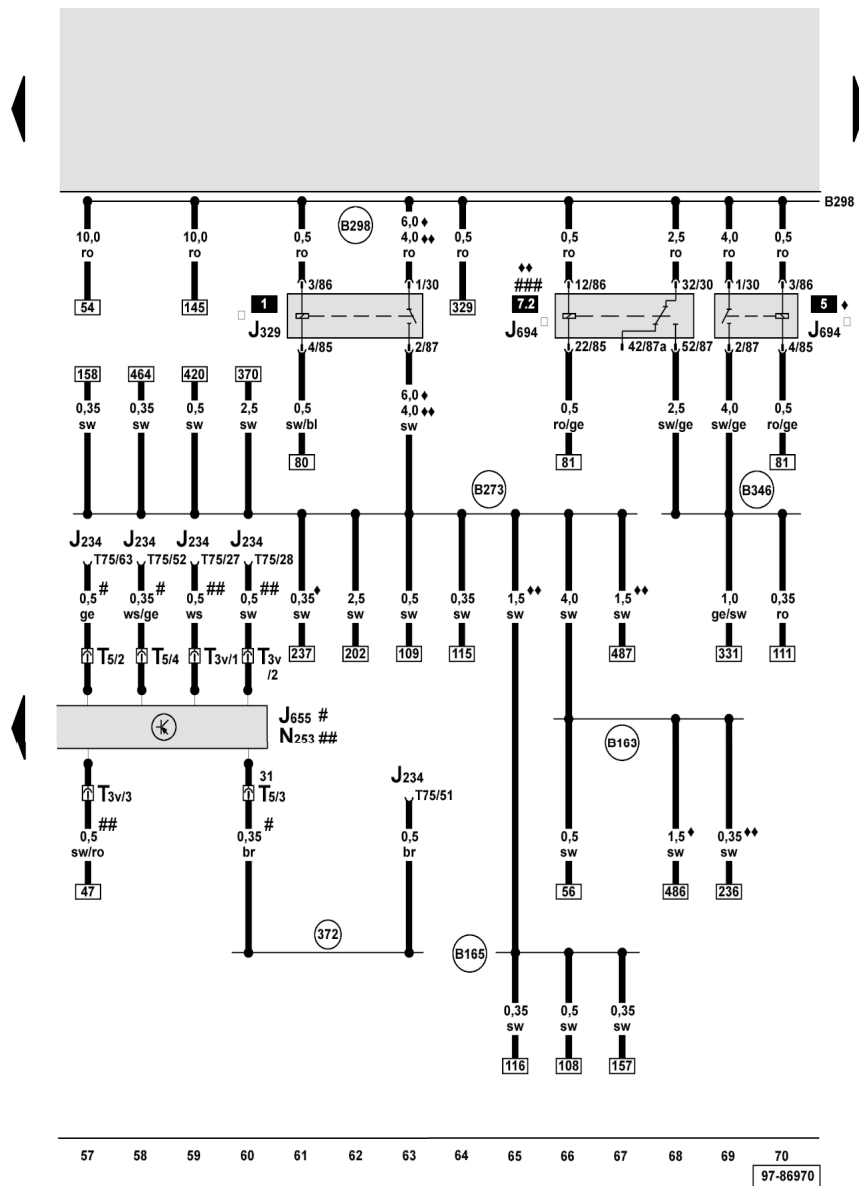 B298
10,0 10,0 0,5 B298 6,0 ♦ 0,5 0,5 2,5 4,0 0,5
4,0 ♦♦
ro ro ro ro ro ro ro ro ro
♦♦
###
3/86 1/30 12/86 32/30 1/30 3/86
54 145 1 329 7.2 5 ♦
J329 J694 J694
4/85 2/87 22/85 42/87a 52/87 2/87 4/85
158 464 420 370
6,0 ♦
0,35 0,35 0,5 2,5 0,5 4,0 ♦♦ 0,5 2,5 4,0 0,5
sw sw sw sw sw/bl sw ro/ge sw/ge sw/ge ro/ge
80 81 81
B273 B346
J234 J234 J234 J234
T75/63 T75/52 T75/27 T75/28
# # ## ##
0,5 0,35 0,5 0,5 0,35 ♦ 2,5 0,5 0,35 1,5 ♦♦ 4,0 1,5 ♦♦ 1,0 0,35
ge ws/ge ws sw sw sw sw sw sw sw sw ge/sw ro
T5/2 T5/4 T3v/1 T3v 237 202 109 115 487 331 111
/2
J655 #
N253 ##
B163
31 J234
T3v/3 T5/3 T75/51
## #
0,5 0,35 0,5 0,5 1,5 ♦ 0,35 ♦♦
sw/ro br br sw sw sw
47 56 486 236
372 B165
0,35 0,5 0,35
sw sw sw
116 108 157
57 58 59 60 61 62 63 64 65 66 67 68 69 70
97-86970